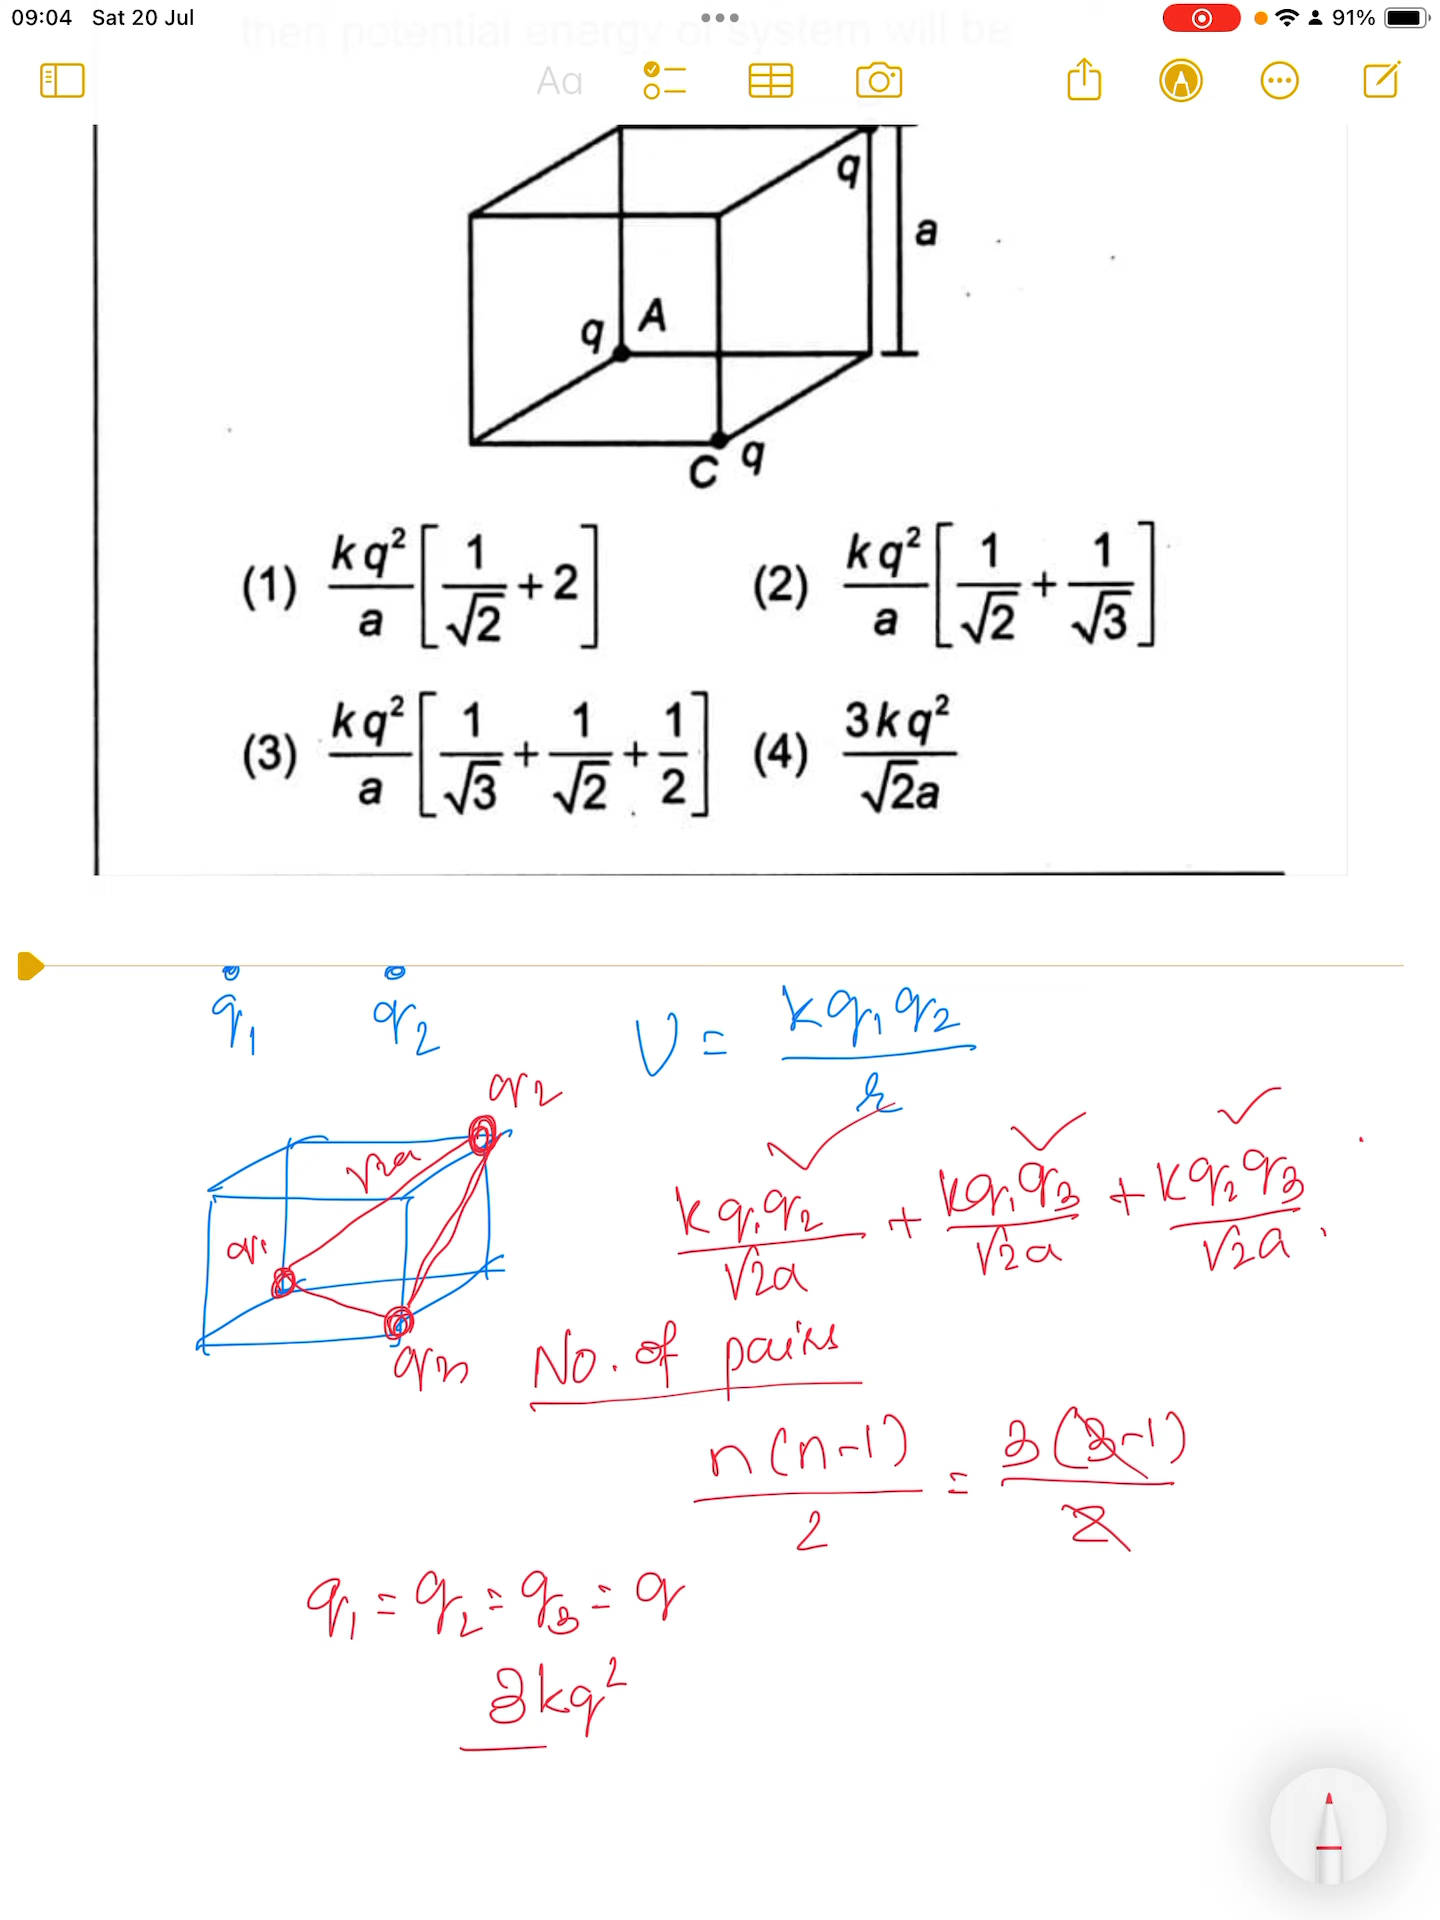 09:04 Sat 20 Jul 91%
then potential energy of system will be
Aa
q
a
q A
C q
(1) kq²/a [1/√2 + 2] (2) kq²/a [1/√2 + 1/√3]
(3) kq²/a [1/√3 + 1/√2 + 1/2] (4) 3kq²/√2a
q₁ q₂ U = kq₁q₂/r
q₂
√2a
q₁
q₃
kq₁q₂/√2a + kq₁q₃/√2a + kq₂q₃/√2a
No. of pairs
n(n-1)/2 = 3(3-1)/2
q₁ = q₂ = q₃ = q
3kq²